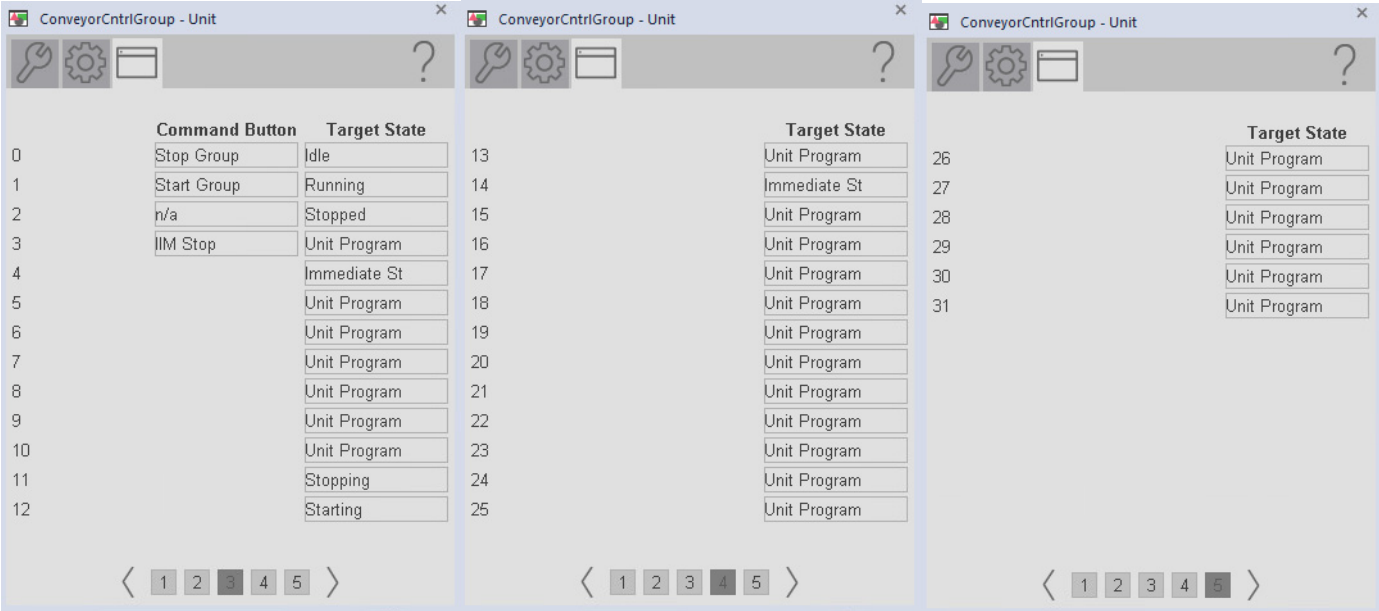 ConveyorCntrlGroup - Unit
?
Command Button Target State
0 Stop Group Idle
1 Start Group Running
2 n/a Stopped
3 IIM Stop Unit Program
4 Immediate St
5 Unit Program
6 Unit Program
7 Unit Program
8 Unit Program
9 Unit Program
10 Unit Program
11 Stopping
12 Starting
1 2 3 4 5
ConveyorCntrlGroup - Unit
?
Target State
13 Unit Program
14 Immediate St
15 Unit Program
16 Unit Program
17 Unit Program
18 Unit Program
19 Unit Program
20 Unit Program
21 Unit Program
22 Unit Program
23 Unit Program
24 Unit Program
25 Unit Program
1 2 3 4 5
ConveyorCntrlGroup - Unit
?
Target State
26 Unit Program
27 Unit Program
28 Unit Program
29 Unit Program
30 Unit Program
31 Unit Program
1 2 3 4 5